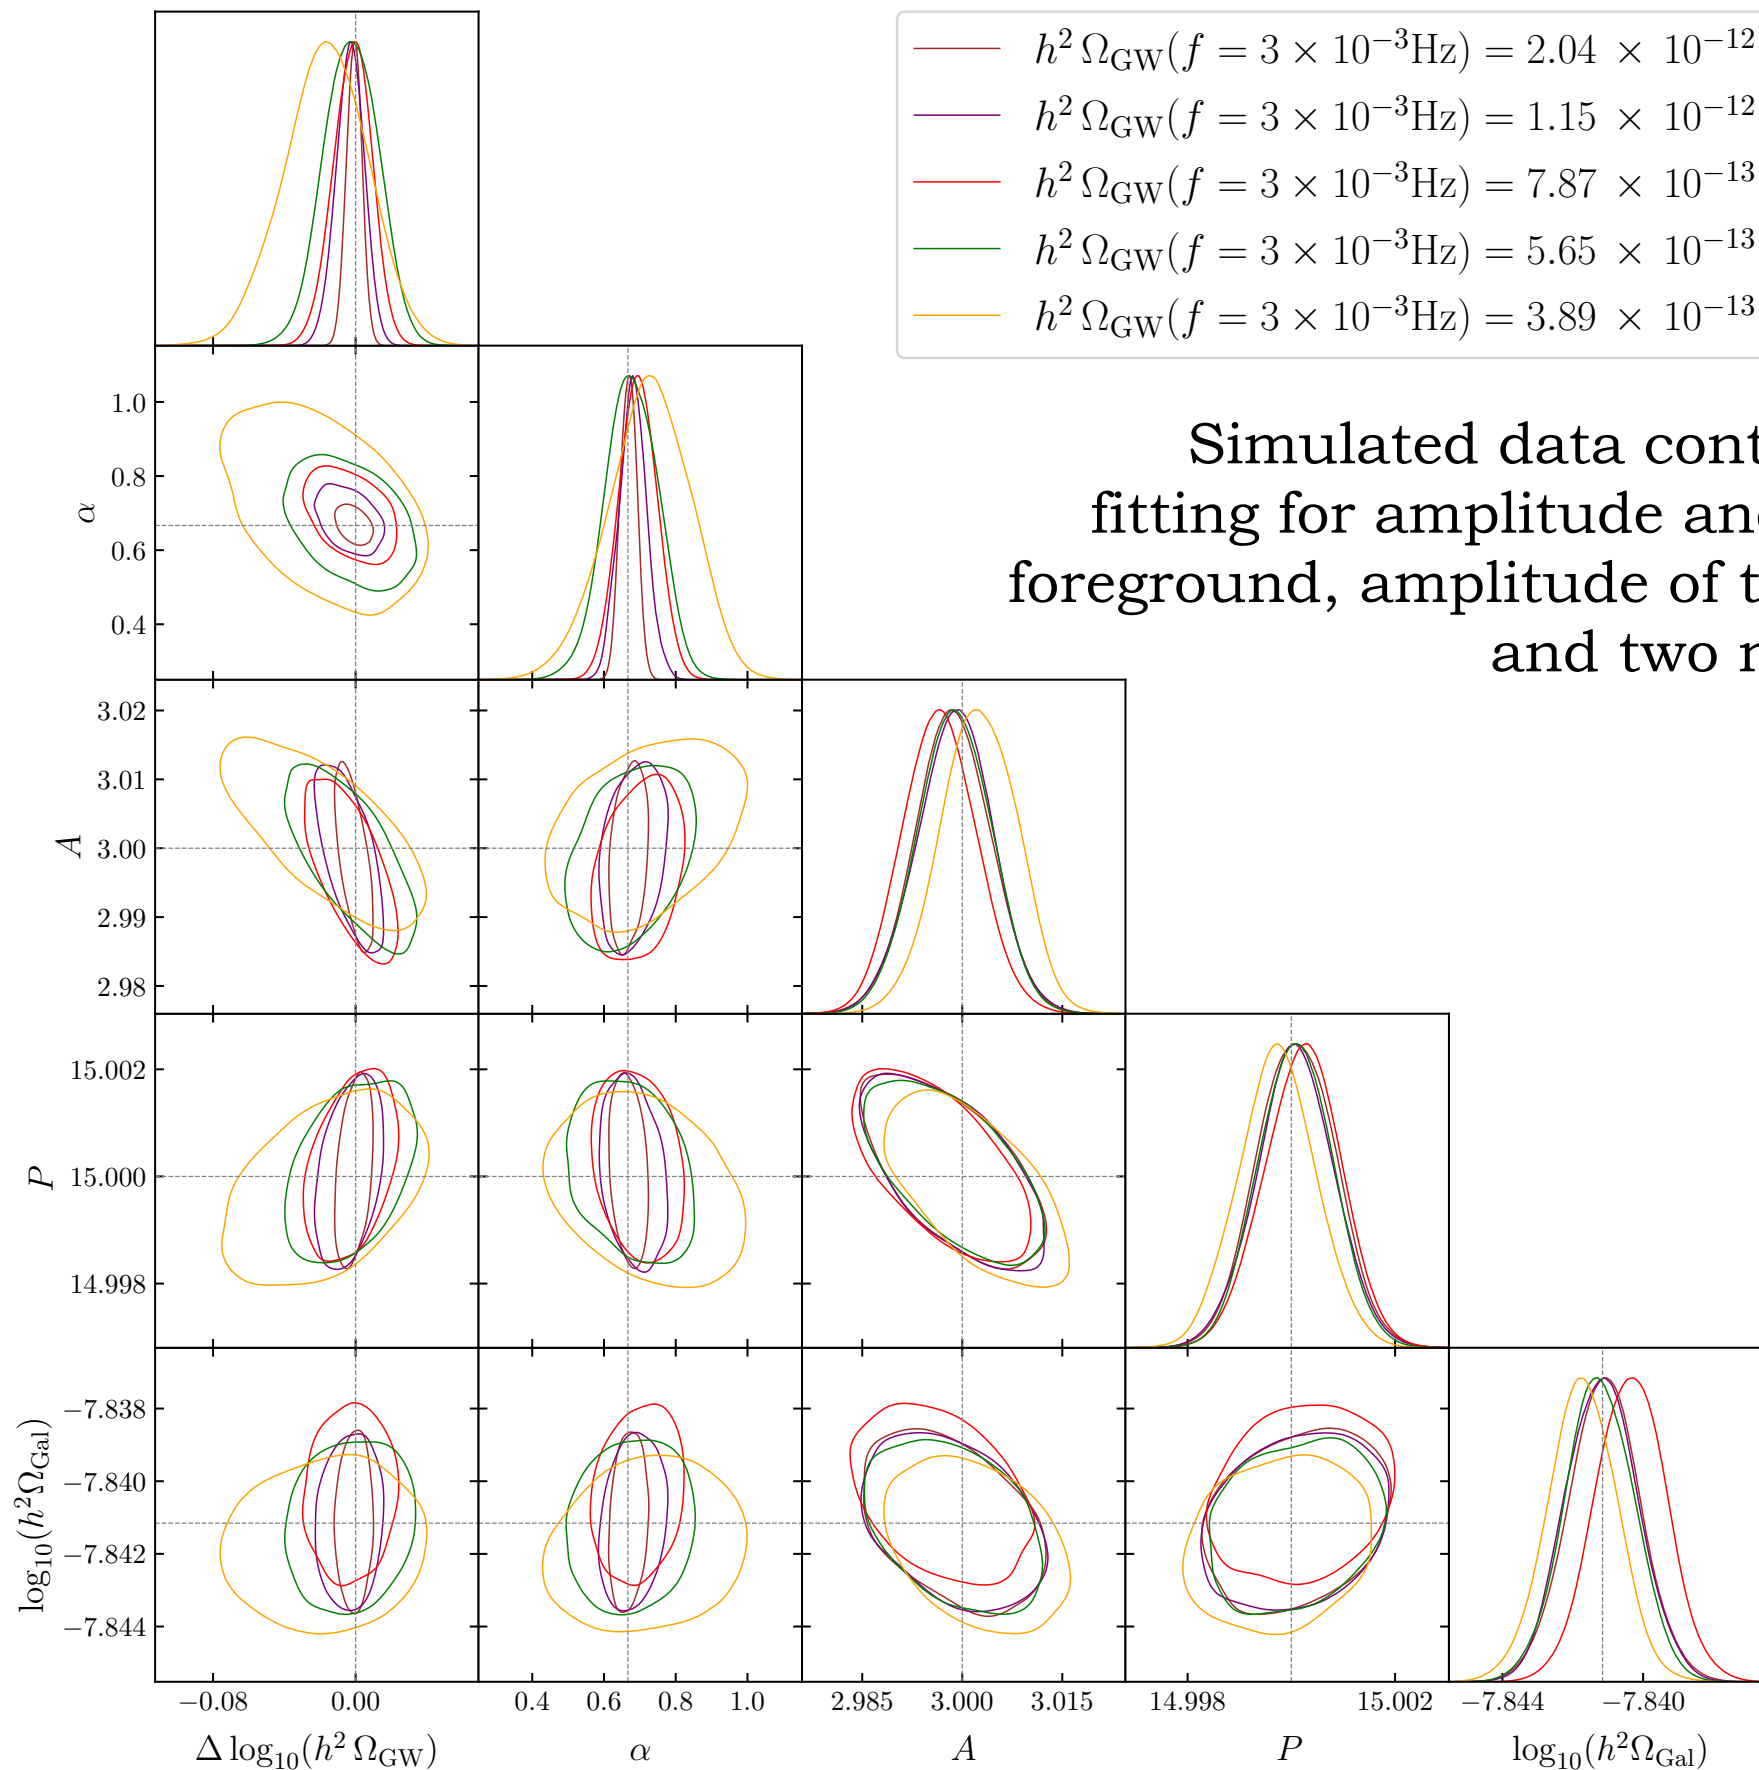 h² Ω_GW(f = 3 × 10⁻³Hz) = 2.04 × 10⁻¹²
h² Ω_GW(f = 3 × 10⁻³Hz) = 1.15 × 10⁻¹²
h² Ω_GW(f = 3 × 10⁻³Hz) = 7.87 × 10⁻¹³
h² Ω_GW(f = 3 × 10⁻³Hz) = 5.65 × 10⁻¹³
h² Ω_GW(f = 3 × 10⁻³Hz) = 3.89 × 10⁻¹³
Simulated data cont
fitting for amplitude and
foreground, amplitude of t
and two
α
1.0
0.8
0.6
0.4
A
3.02
3.01
3.00
2.99
2.98
P
15.002
15.000
14.998
log₁₀(h²Ω_Gal)
−7.838
−7.840
−7.842
−7.844
−0.08 0.00 0.4 0.6 0.8 1.0 2.985 3.000 3.015 14.998 15.002 −7.844 −7.840
Δ log₁₀(h² Ω_GW) α A P log₁₀(h²Ω_Gal)